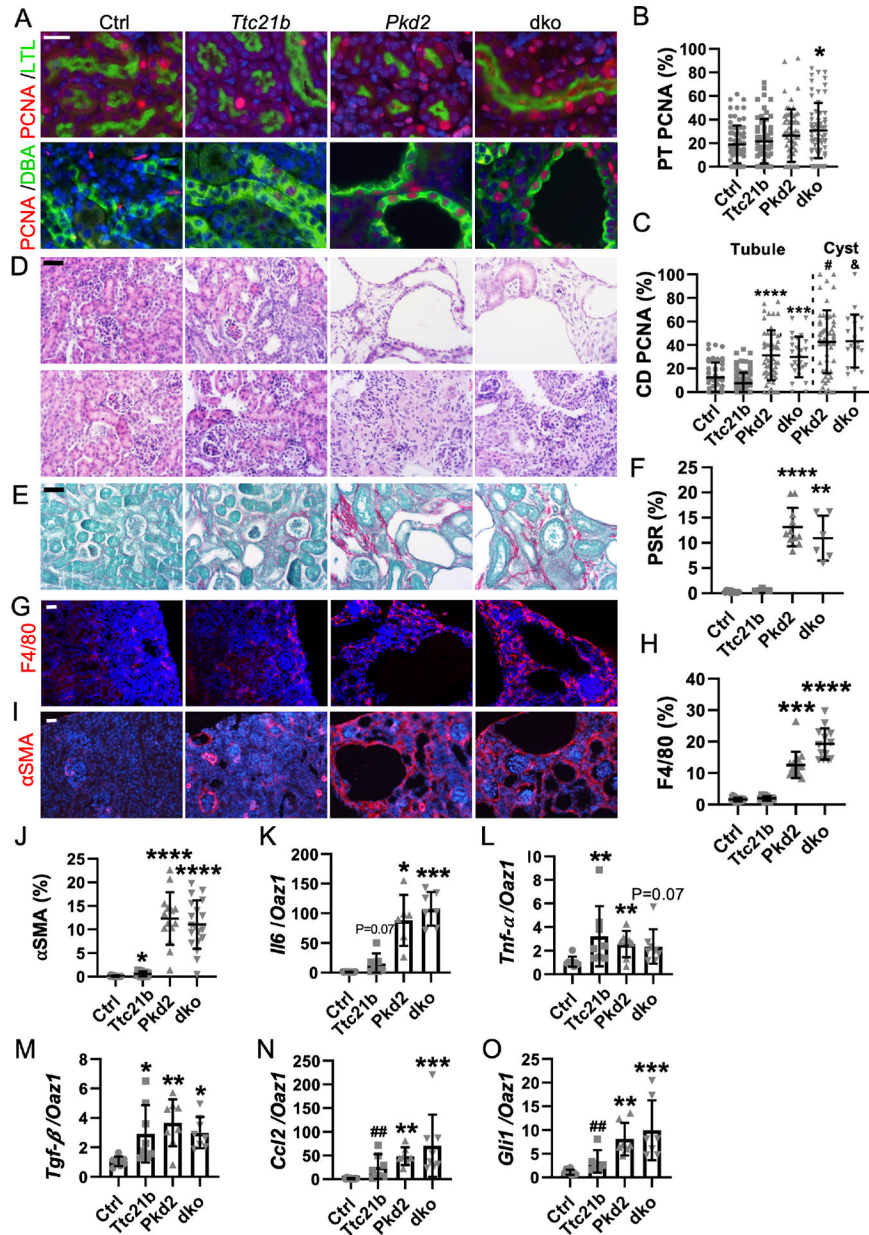 A
Ctrl
Ttc21b
Pkd2
dko
PCNA /LTL
PCNA /DBA
B
PT PCNA (%)
100
80
60
40
20
0
*
Ctrl
Ttc21b
Pkd2
dko
C
Tubule
Cyst
#
&
****
***
CD PCNA (%)
100
80
60
40
20
0
Ctrl
Ttc21b
Pkd2
dko
Pkd2
dko
D
E
F
PSR (%)
25
20
15
10
5
0
****
**
Ctrl
Ttc21b
Pkd2
dko
G
F4/80
H
F4/80 (%)
40
30
20
10
0
***
****
Ctrl
Ttc21b
Pkd2
dko
I
αSMA
J
αSMA (%)
25
20
15
10
5
0
*
****
****
Ctrl
Ttc21b
Pkd2
dko
K
Il6 /Oaz1
200
150
100
50
0
P=0.07
*
***
Ctrl
Ttc21b
Pkd2
dko
L
Tnf-α/Oaz1
10
8
6
4
2
0
**
**
P=0.07
Ctrl
Ttc21b
Pkd2
dko
M
Tgf-β/Oaz1
8
6
4
2
0
*
**
*
Ctrl
Ttc21b
Pkd2
dko
N
Ccl2 /Oaz1
250
200
150
100
50
0
##
**
***
Ctrl
Ttc21b
Pkd2
dko
O
Gli1 /Oaz1
25
20
15
10
5
0
##
**
***
Ctrl
Ttc21b
Pkd2
dko